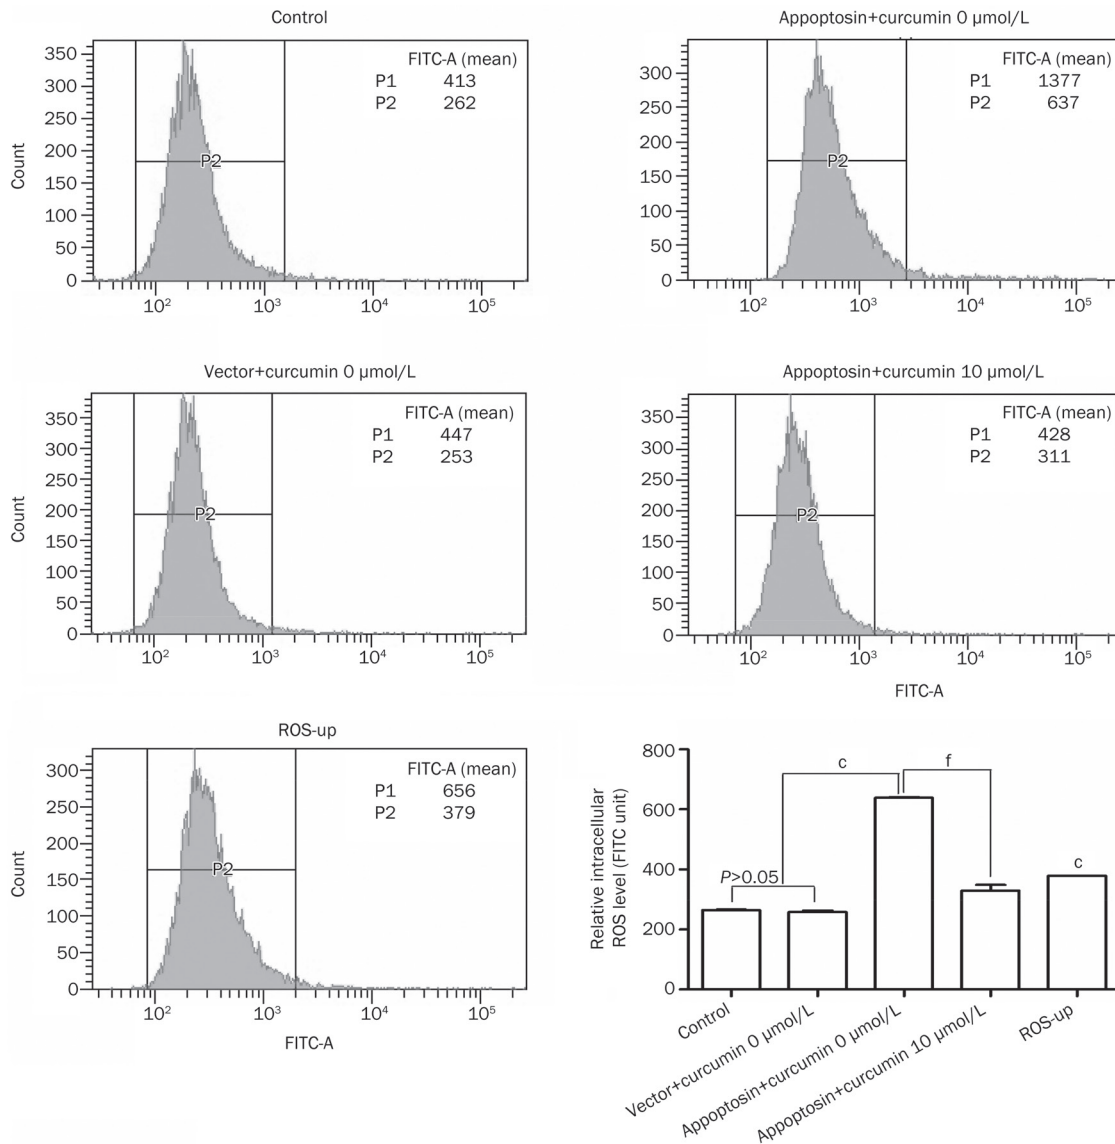 Control
FITC-A (mean)
P1 413
P2 262
P2
Count
350
300
250
200
150
100
50
0
10² 10³ 10⁴ 10⁵
Appoptosin+curcumin 0 µmol/L
FITC-A (mean)
P1 1377
P2 637
P2
300
250
200
150
100
50
0
10² 10³ 10⁴ 10⁵
Vector+curcumin 0 µmol/L
FITC-A (mean)
P1 447
P2 253
P2
Count
350
300
250
200
150
100
50
0
10² 10³ 10⁴ 10⁵
Appoptosin+curcumin 10 µmol/L
FITC-A (mean)
P1 428
P2 311
P2
350
300
250
200
150
100
50
0
10² 10³ 10⁴ 10⁵
FITC-A
ROS-up
FITC-A (mean)
P1 656
P2 379
P2
Count
300
250
200
150
100
50
0
10² 10³ 10⁴ 10⁵
FITC-A
Relative intracellular
ROS level (FITC unit)
800
600
400
200
0
c
f
c
P>0.05
Control
Vector+curcumin 0 µmol/L
Appoptosin+curcumin 0 µmol/L
Appoptosin+curcumin 10 µmol/L
ROS-up